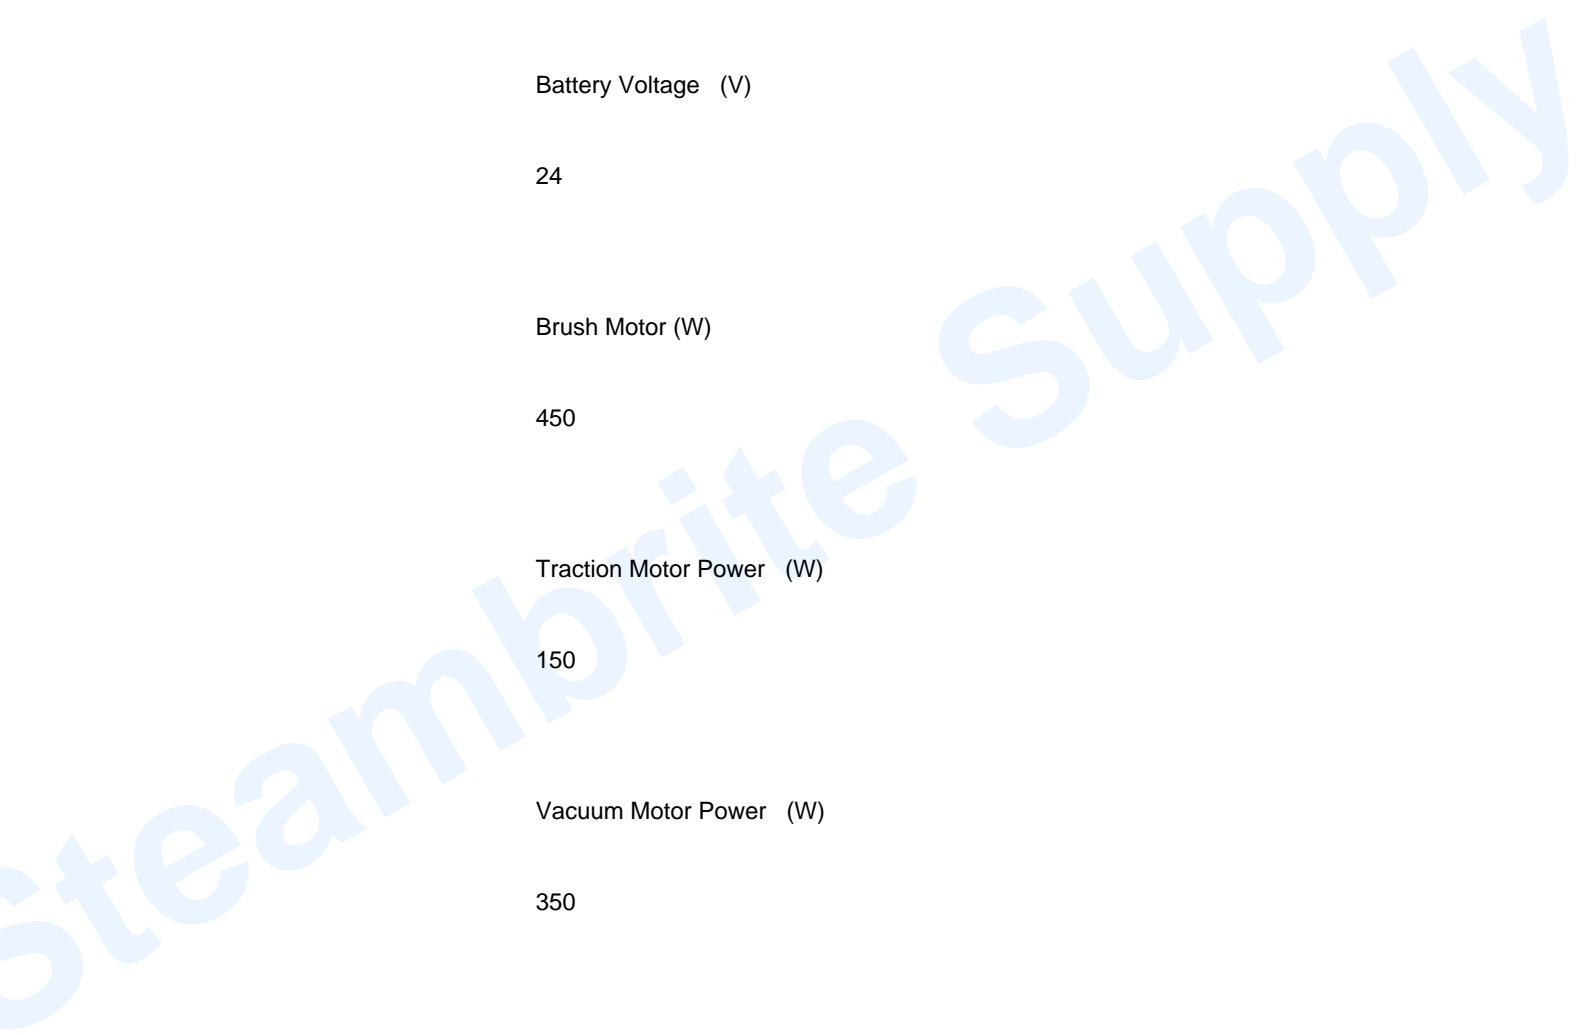 Battery Voltage (V)
24
Brush Motor (W)
450
Traction Motor Power (W)
150
Vacuum Motor Power (W)
350
Steambrite Supply